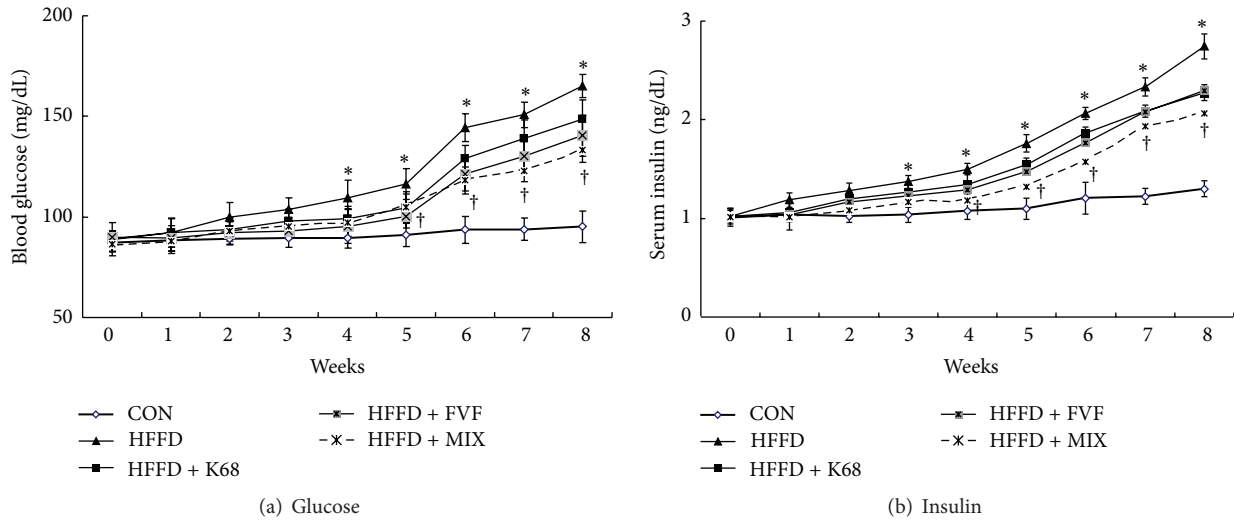 200
150
100
50
Blood glucose (mg/dL)
* * * * *
† † † †
0 1 2 3 4 5 6 7 8
Weeks
CON
HFFD
HFFD + K68
HFFD + FVF
HFFD + MIX
(a) Glucose
3
2
1
0
Serum insulin (ng/dL)
* * * * * *
† † † † †
0 1 2 3 4 5 6 7 8
Weeks
CON
HFFD
HFFD + K68
HFFD + FVF
HFFD + MIX
(b) Insulin